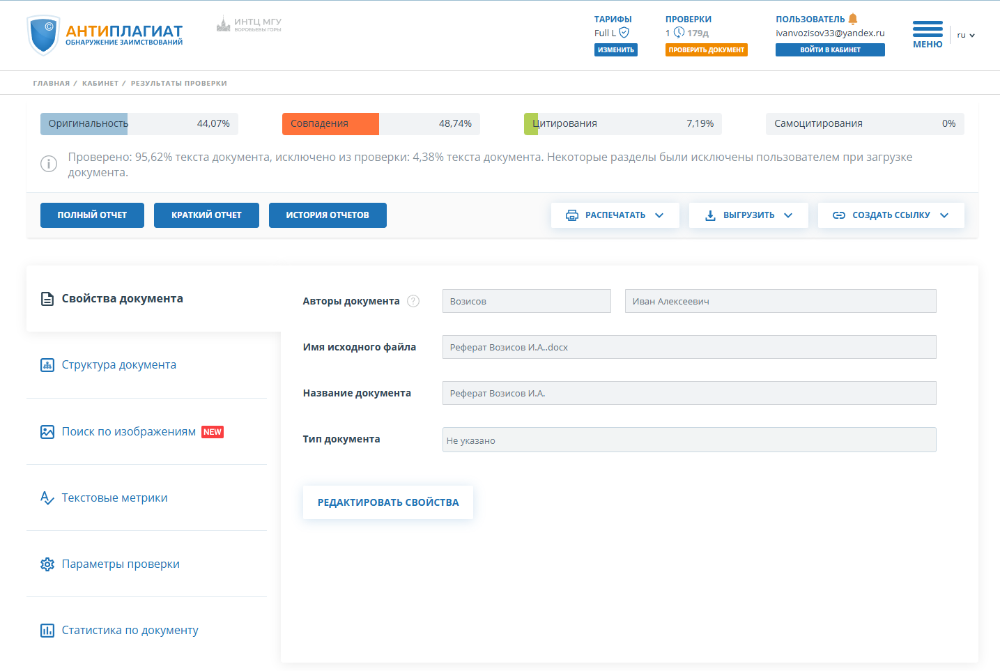 АНТИПЛАГИАТ
ОБНАРУЖЕНИЕ ЗАИМСТВОВАНИЙ
ИНТЦ МГУ
ВОРОБЬЕВЫ ГОРЫ
ТАРИФЫ
Full L
ИЗМЕНИТЬ
ПРОВЕРКИ
1 179д
ПРОВЕРИТЬ ДОКУМЕНТ
ПОЛЬЗОВАТЕЛЬ
ivanvozisov33@yandex.ru
ВОЙТИ В КАБИНЕТ
МЕНЮ
ru
ГЛАВНАЯ / КАБИНЕТ / РЕЗУЛЬТАТЫ ПРОВЕРКИ
Оригинальность 44,07%
Совпадения 48,74%
Цитирования 7,19%
Самоцитирования 0%
Проверено: 95,62% текста документа, исключено из проверки: 4,38% текста документа. Некоторые разделы были исключены пользователем при загрузке
документа.
ПОЛНЫЙ ОТЧЕТ
КРАТКИЙ ОТЧЕТ
ИСТОРИЯ ОТЧЕТОВ
РАСПЕЧАТАТЬ
ВЫГРУЗИТЬ
СОЗДАТЬ ССЫЛКУ
Свойства документа
Структура документа
Поиск по изображениям NEW
Текстовые метрики
Параметры проверки
Статистика по документу
Авторы документа ? Возисов Иван Алексеевич
Имя исходного файла Реферат Возисов И.А..docx
Название документа Реферат Возисов И.А.
Тип документа Не указано
РЕДАКТИРОВАТЬ СВОЙСТВА